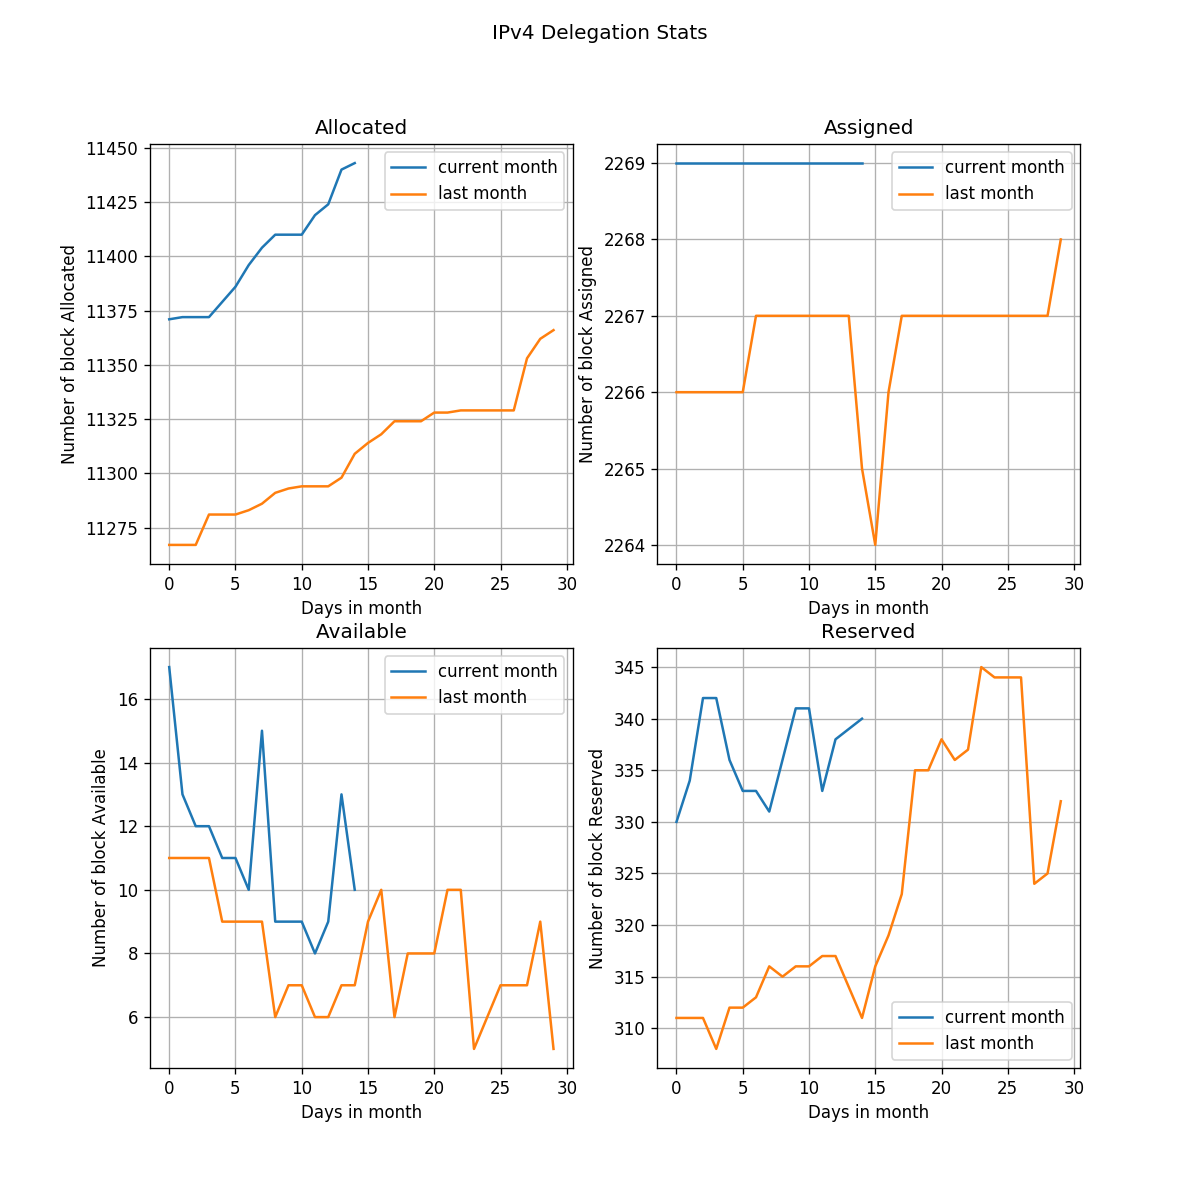 IPv4 Delegation Stats
Allocated
Number of block Allocated
11450
11425
11400
11375
11350
11325
11300
11275
0 5 10 15 20 25 30
Days in month
current month
last month
Assigned
Number of block Assigned
2269
2268
2267
2266
2265
2264
0 5 10 15 20 25 30
Days in month
current month
last month
Available
Number of block Available
16
14
12
10
8
6
0 5 10 15 20 25 30
Days in month
current month
last month
Reserved
Number of block Reserved
345
340
335
330
325
320
315
310
0 5 10 15 20 25 30
Days in month
current month
last month